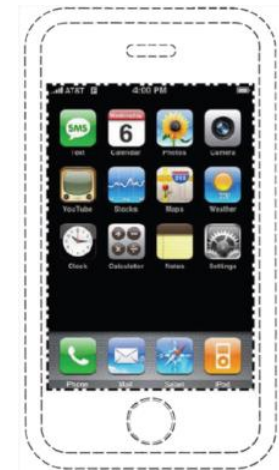 AT&T E 4:00 PM
SMS Wednesday 6
Text Calendar Photos Camera
YouTube Stocks Maps Weather
Clock Calculator Notes Settings
Phone Mail Safari iPod